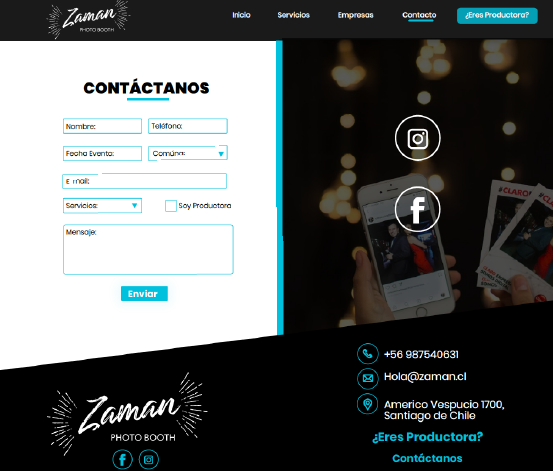 Zaman
PHOTO BOOTH
Inicio
Servicios
Empresas
Contacto
¿Eres Productora?
CONTÁCTANOS
Nombre:
Teléfono:
Fecha Evento:
Comúna:
E mail:
Servicios:
Soy Productora
Mensaje:
Enviar
CLARO
Zaman
PHOTO BOOTH
+56 987540631
Hola@zaman.cl
Americo Vespucio 1700,
Santiago de Chile
¿Eres Productora?
Contáctanos